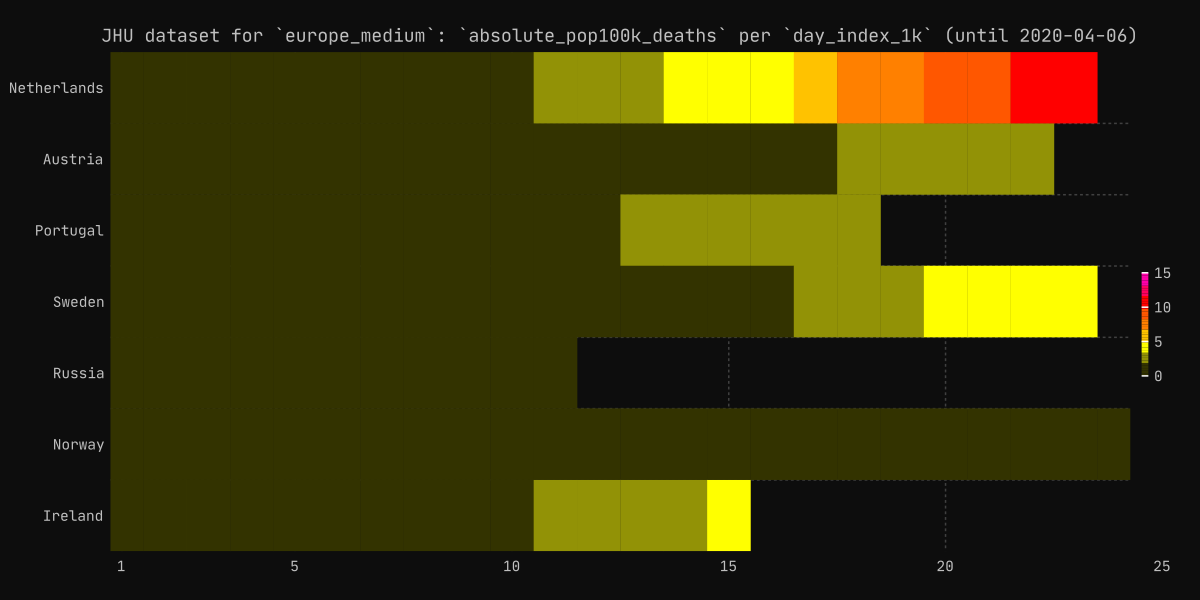 JHU dataset for `europe_medium`: `absolute_pop100k_deaths` per `day_index_1k` (until 2020-04-06)
Netherlands
Austria
Portugal
Sweden
Russia
Norway
Ireland
15
10
5
0
1 5 10 15 20 25